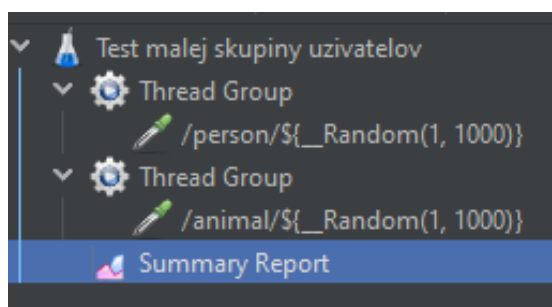 Test malej skupiny uzivatelov
Thread Group
/person/${__Random(1, 1000)}
Thread Group
/animal/${__Random(1, 1000)}
Summary Report